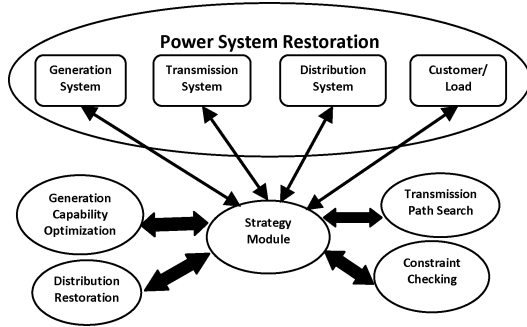 Power System Restoration
Generation
System
Transmission
System
Distribution
System
Customer/
Load
Generation
Capability
Optimization
Strategy
Module
Transmission
Path Search
Distribution
Restoration
Constraint
Checking